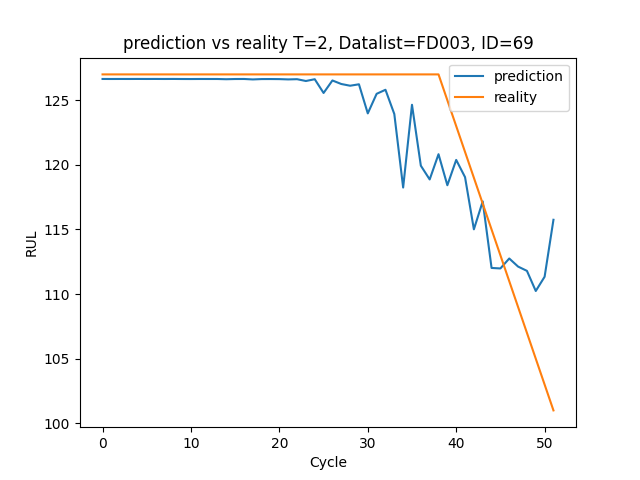 prediction vs reality T=2, Datalist=FD003, ID=69
prediction
reality
RUL
125
120
115
110
105
100
0 10 20 30 40 50
Cycle